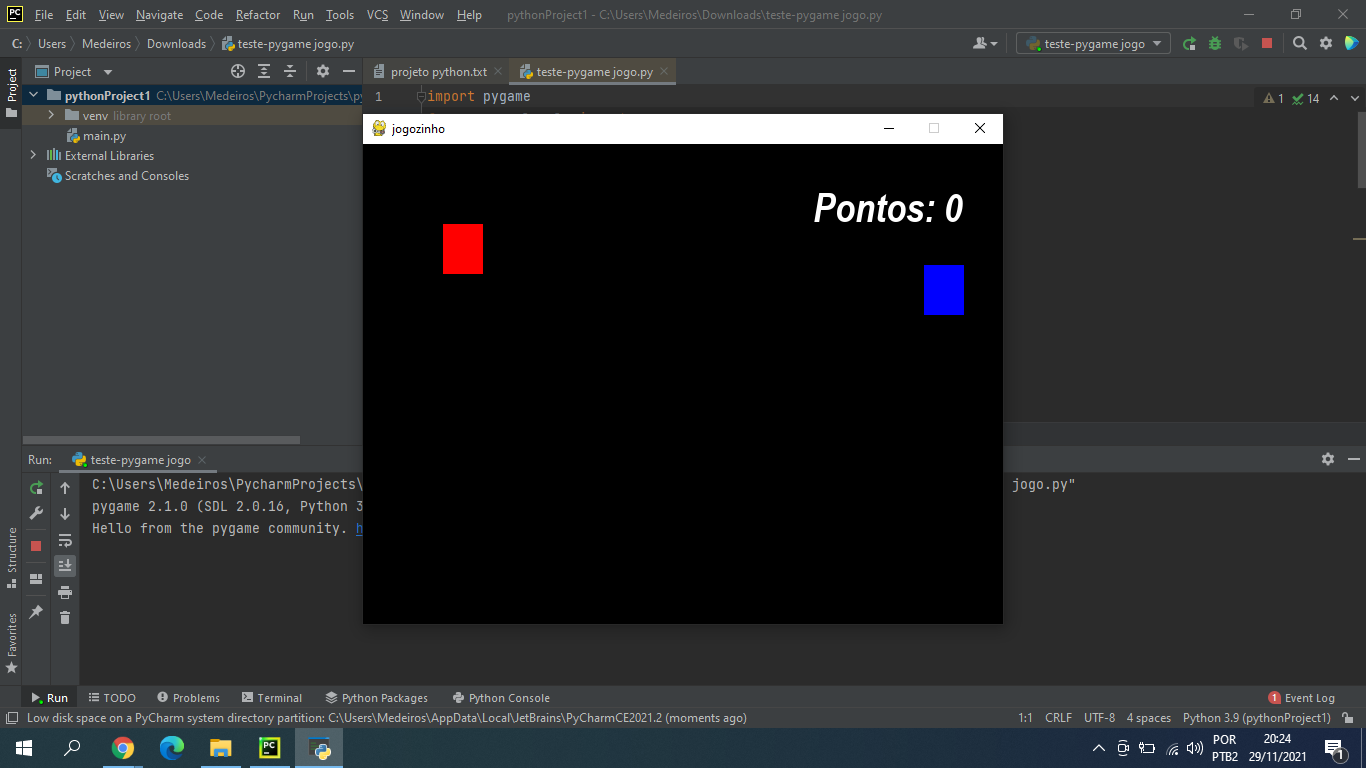 PC File Edit View Navigate Code Refactor Run Tools VCS Window Help pythonProject1 - C:\Users\Medeiros\Downloads\teste-pygame jogo.py
C: Users Medeiros Downloads teste-pygame jogo.py teste-pygame jogo
Project Project projeto python.txt teste-pygame jogo.py
pythonProject1 C:\Users\Medeiros\PycharmProjects\py 1 import pygame 1 14
venv library root
main.py
External Libraries
Scratches and Consoles
jogozinho
Pontos: 0
Run: teste-pygame jogo
C:\Users\Medeiros\PycharmProjects\ jogo.py"
pygame 2.1.0 (SDL 2.0.16, Python 3
Hello from the pygame community. h
Structure
Favorites
Run TODO Problems Terminal Python Packages Python Console 1 Event Log
Low disk space on a PyCharm system directory partition: C:\Users\Medeiros\AppData\Local\JetBrains\PyCharmCE2021.2 (moments ago) 1:1 CRLF UTF-8 4 spaces Python 3.9 (pythonProject1)
PC POR 20:24
PTB2 29/11/2021 1